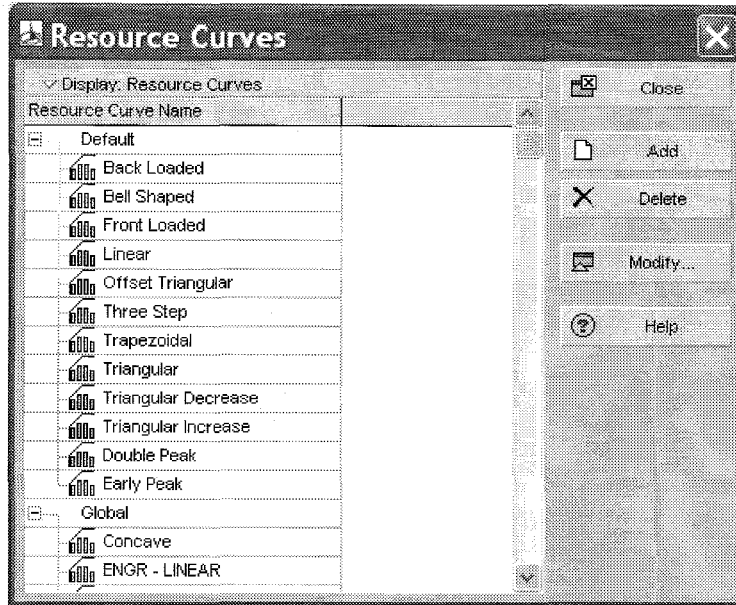 Resource Curves
Display: Resource Curves
Resource Curve Name
Default
Back Loaded
Bell Shaped
Front Loaded
Linear
Offset Triangular
Three Step
Trapezoidal
Triangular
Triangular Decrease
Triangular Increase
Double Peak
Early Peak
Global
Concave
ENGR - LINEAR
Close
Add
Delete
Modify...
Help